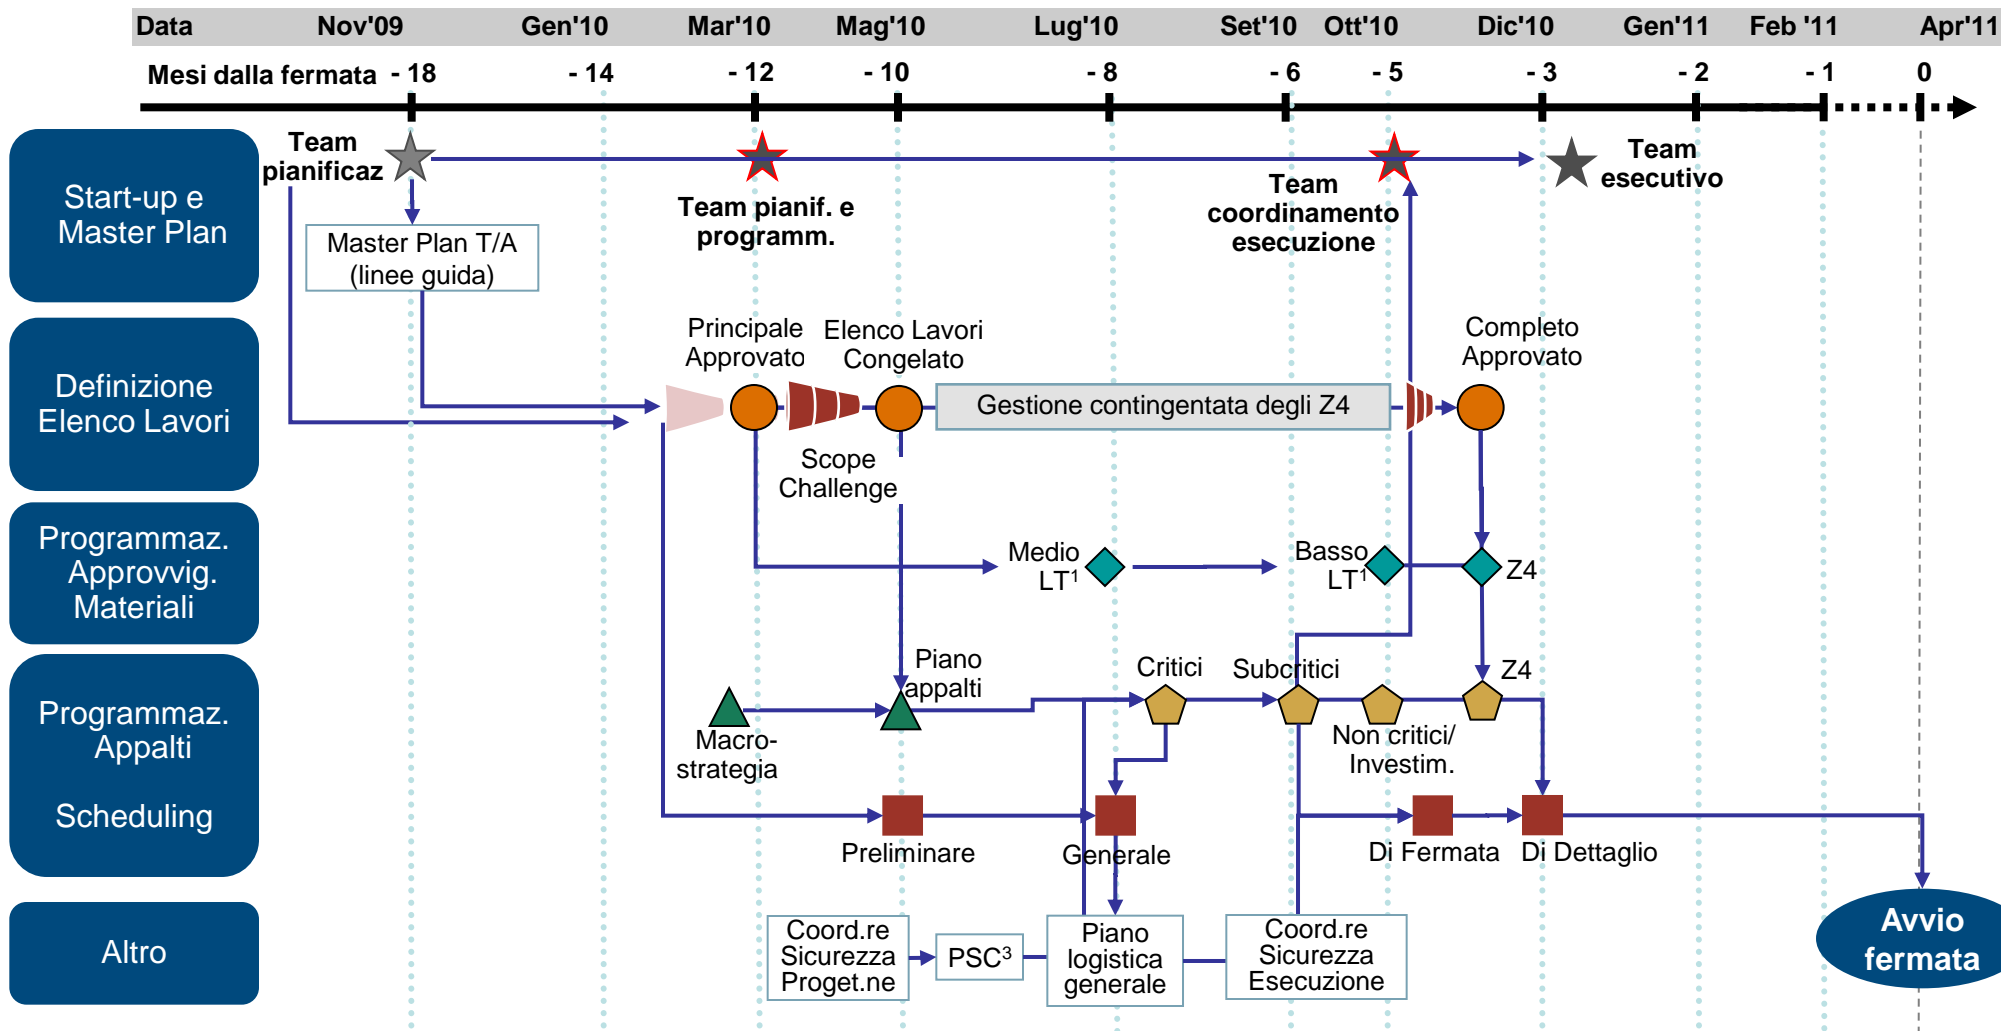 Data Nov'09 Gen'10 Mar'10 Mag'10 Lug'10 Set'10 Ott'10 Dic'10 Gen'11 Feb '11 Apr'11
Mesi dalla fermata - 18 - 14 - 12 - 10 - 8 - 6 - 5 - 3 - 2 - 1 0
Start-up e
Master Plan
Team
pianificaz
Master Plan T/A
(linee guida)
Team pianif. e
programm.
Team
coordinamento
esecuzione
Team
esecutivo
Definizione
Elenco Lavori
Principale
Approvato
Elenco Lavori
Congelato
Scope
Challenge
Gestione contingentata degli Z4
Completo
Approvato
Programmaz.
Approvvig.
Materiali
Medio
LT¹
Basso
LT¹
Z4
Programmaz.
Appalti
Scheduling
Macro-
strategia
Piano
appalti
Critici
Subcritici
Non critici/
Investim.
Z4
Preliminare
Generale
Di Fermata
Di Dettaglio
Altro
Coord.re
Sicurezza
Proget.ne
PSC³
Piano
logistica
generale
Coord.re
Sicurezza
Esecuzione
Avvio
fermata